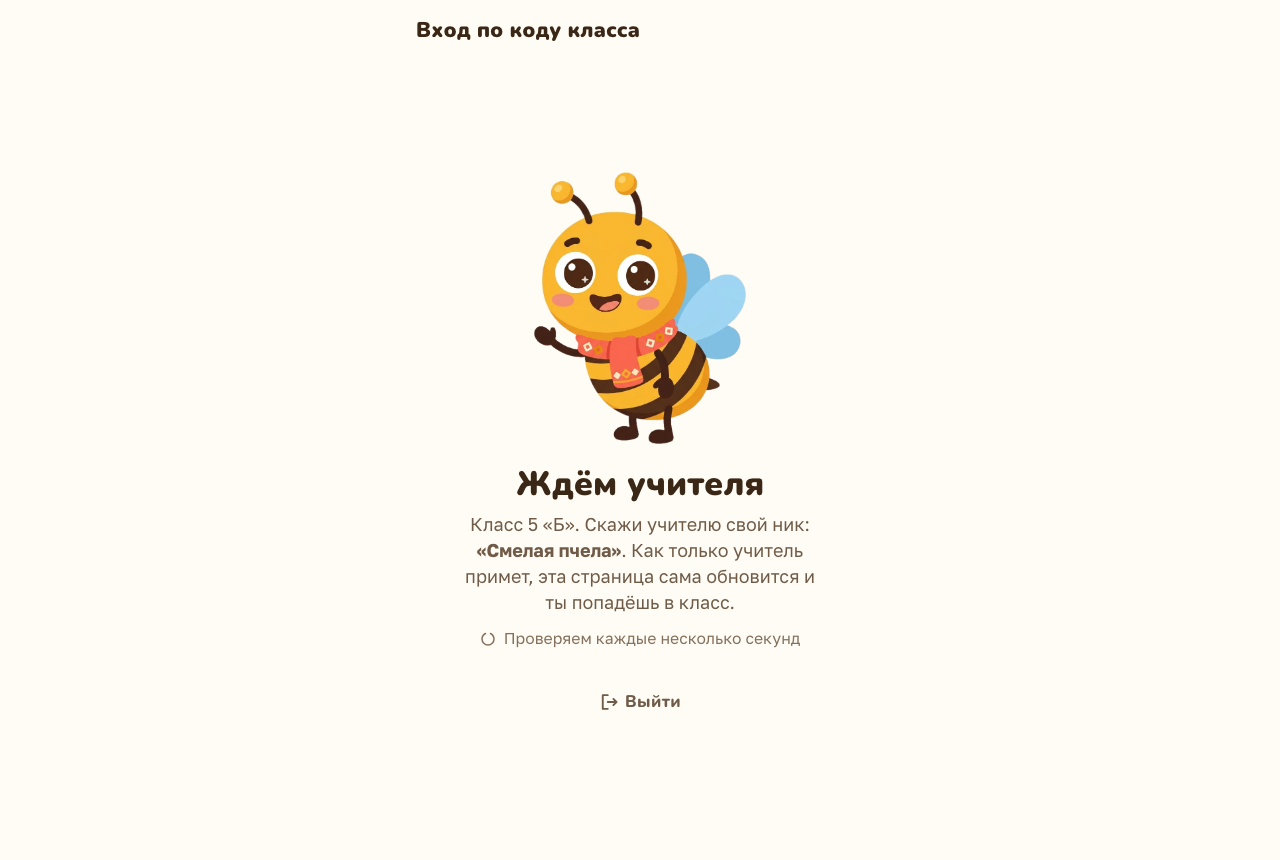 Вход по коду класса
Ждём учителя
Класс 5 «Б». Скажи учителю свой ник:
«Смелая пчела». Как только учитель
примет, эта страница сама обновится и
ты попадёшь в класс.
Проверяем каждые несколько секунд
Выйти